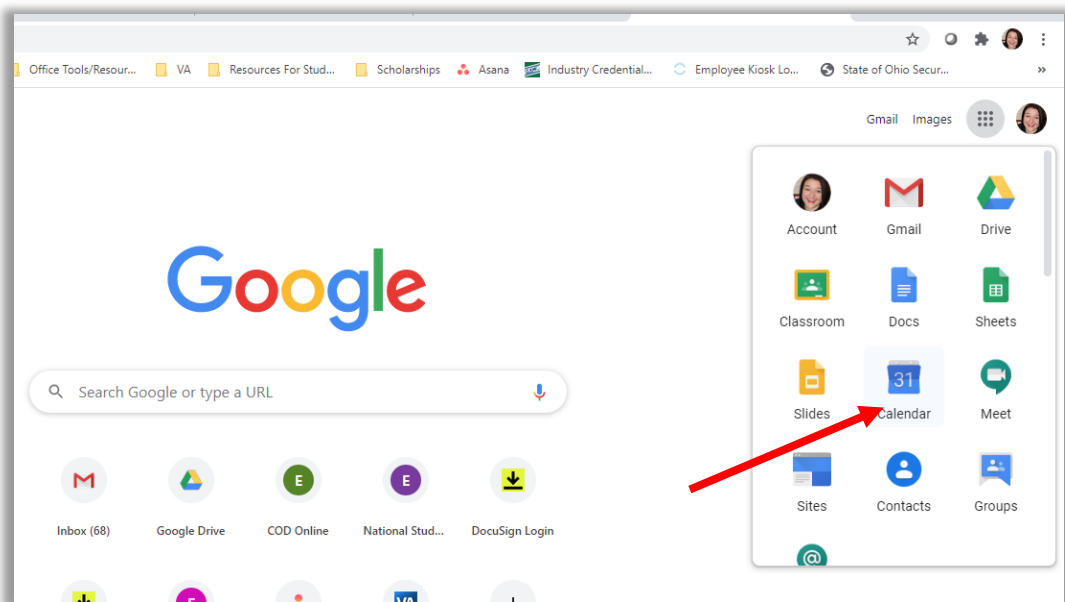 Office Tools/Resour... VA Resources For Stud... Scholarships Asana Industry Credential... Employee Kiosk Lo... State of Ohio Secur... »
Gmail Images
Account Gmail Drive
Classroom Docs Sheets
31
Slides Calendar Meet
Sites Contacts Groups
@
Google
Search Google or type a URL
M E E
Inbox (68) Google Drive COD Online National Stud... DocuSign Login
VA